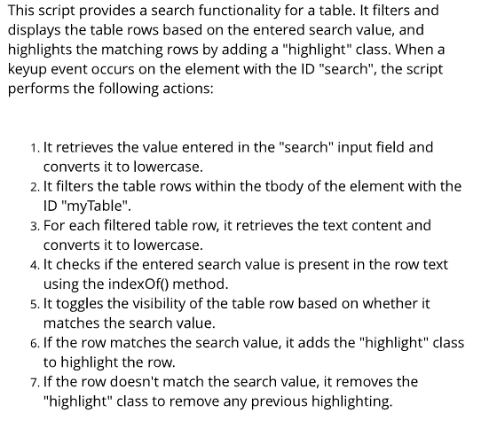 This script provides a search functionality for a table. It filters and
displays the table rows based on the entered search value, and
highlights the matching rows by adding a "highlight" class. When a
keyup event occurs on the element with the ID "search", the script
performs the following actions:
1. It retrieves the value entered in the "search" input field and
converts it to lowercase.
2. It filters the table rows within the tbody of the element with the
ID "myTable".
3. For each filtered table row, it retrieves the text content and
converts it to lowercase.
4. It checks if the entered search value is present in the row text
using the indexOf() method.
5. It toggles the visibility of the table row based on whether it
matches the search value.
6. If the row matches the search value, it adds the "highlight" class
to highlight the row.
7. If the row doesn't match the search value, it removes the
"highlight" class to remove any previous highlighting.